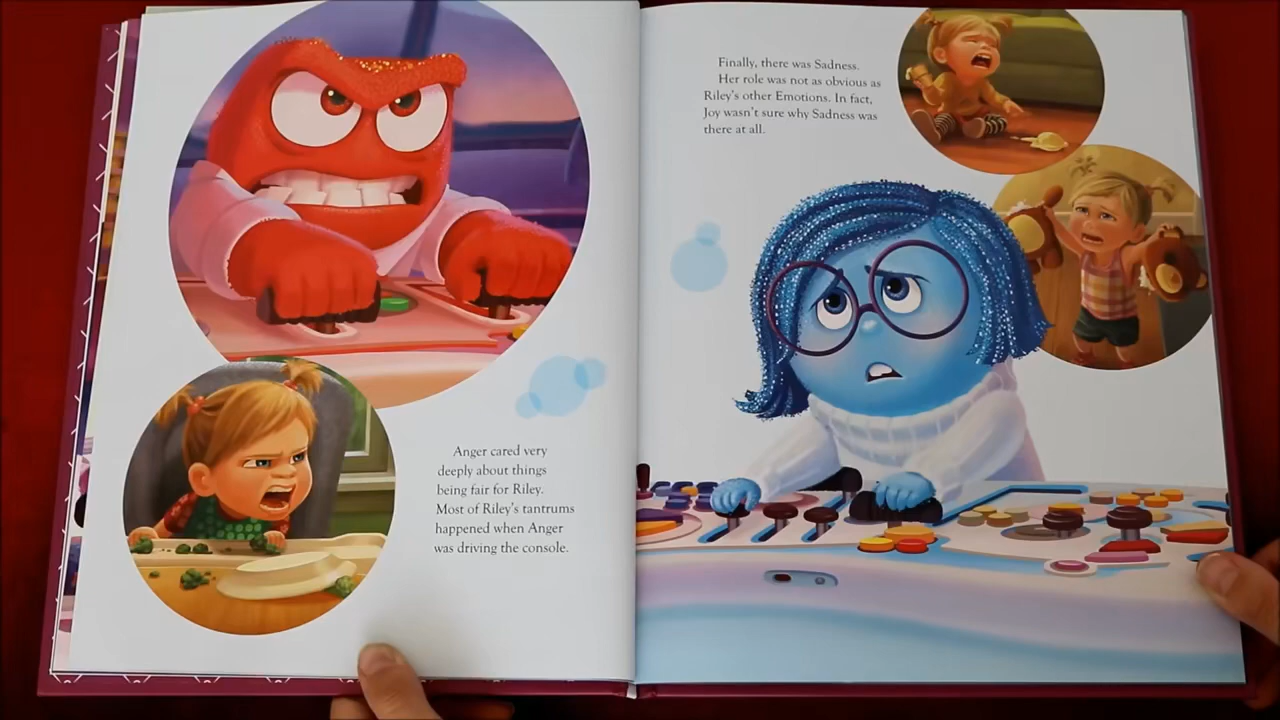 Anger cared very
deeply about things
being fair for Riley.
Most of Riley's tantrums
happened when Anger
was driving the console.
Finally, there was Sadness.
Her role was not as obvious as
Riley's other Emotions. In fact,
Joy wasn't sure why Sadness was
there at all.